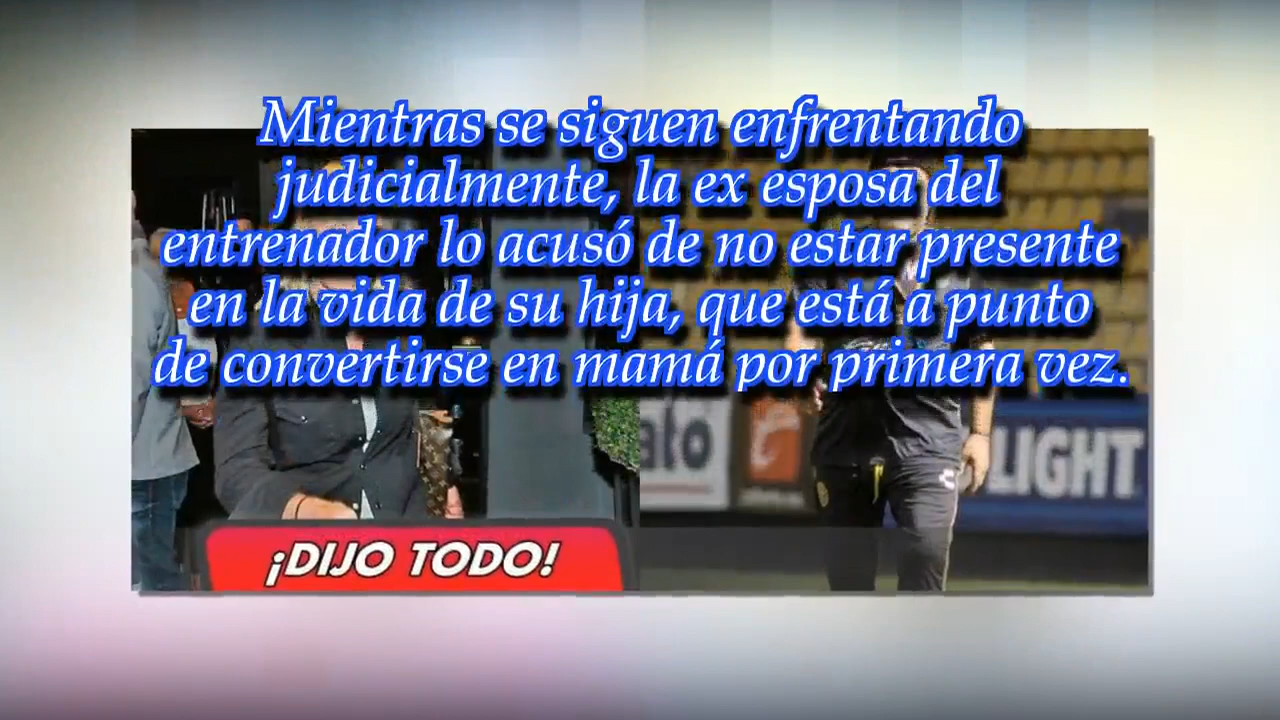 Mientras se siguen enfrentando
judicialmente, la ex esposa del
entrenador lo acusó de no estar presente
en la vida de su hija, que está a punto
de convertirse en mamá por primera vez.
LIGHT
¡DIJO TODO!